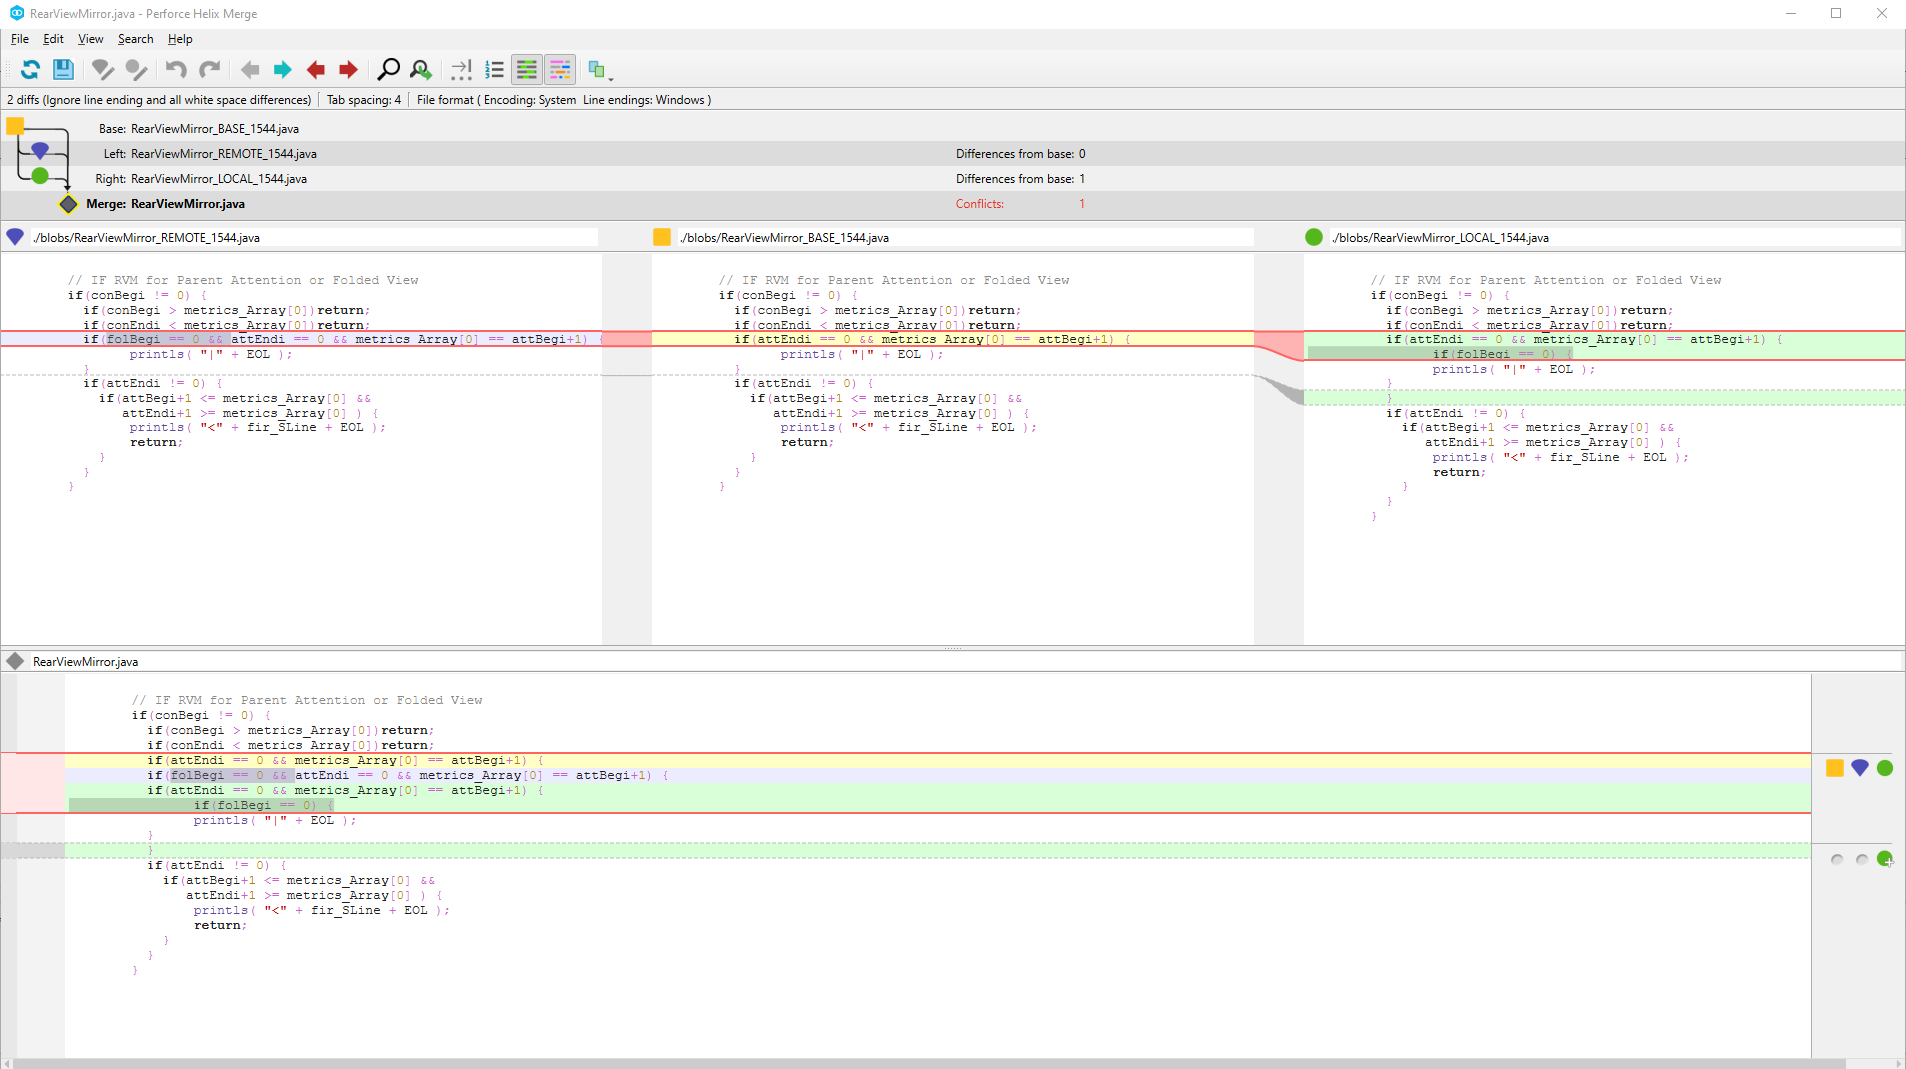 RearViewMirror.java - Perforce Helix Merge
File Edit View Search Help
2 diffs (Ignore line ending and all white space differences) Tab spacing: 4 File format ( Encoding: System Line endings: Windows )
Base: RearViewMirror_BASE_1544.java
Left: RearViewMirror_REMOTE_1544.java Differences from base: 0
Right: RearViewMirror_LOCAL_1544.java Differences from base: 1
Merge: RearViewMirror.java Conflicts: 1
./blobs/RearViewMirror_REMOTE_1544.java
// IF RVM for Parent Attention or Folded View
if(conBegi != 0) {
if(conBegi > metrics_Array[0])return;
if(conEndi < metrics_Array[0])return;
if(folBegi == 0 && attEndi == 0 && metrics_Array[0] == attBegi+1) {
printls( "|" + EOL );
}
if(attEndi != 0) {
if(attBegi+1 <= metrics_Array[0] &&
attEndi+1 >= metrics_Array[0] ) {
printls( "<" + fir_SLine + EOL );
return;
}
}
}
./blobs/RearViewMirror_BASE_1544.java
// IF RVM for Parent Attention or Folded View
if(conBegi != 0) {
if(conBegi > metrics_Array[0])return;
if(conEndi < metrics_Array[0])return;
if(attEndi == 0 && metrics_Array[0] == attBegi+1) {
printls( "|" + EOL );
}
if(attEndi != 0) {
if(attBegi+1 <= metrics_Array[0] &&
attEndi+1 >= metrics_Array[0] ) {
printls( "<" + fir_SLine + EOL );
return;
}
}
}
./blobs/RearViewMirror_LOCAL_1544.java
// IF RVM for Parent Attention or Folded View
if(conBegi != 0) {
if(conBegi > metrics_Array[0])return;
if(conEndi < metrics_Array[0])return;
if(attEndi == 0 && metrics_Array[0] == attBegi+1) {
if(folBegi == 0) {
printls( "|" + EOL );
}
}
if(attEndi != 0) {
if(attBegi+1 <= metrics_Array[0] &&
attEndi+1 >= metrics_Array[0] ) {
printls( "<" + fir_SLine + EOL );
return;
}
}
}
RearViewMirror.java
// IF RVM for Parent Attention or Folded View
if(conBegi != 0) {
if(conBegi > metrics_Array[0])return;
if(conEndi < metrics_Array[0])return;
if(attEndi == 0 && metrics_Array[0] == attBegi+1) {
if(folBegi == 0 && attEndi == 0 && metrics_Array[0] == attBegi+1) {
if(attEndi == 0 && metrics_Array[0] == attBegi+1) {
if(folBegi == 0) {
printls( "|" + EOL );
}
}
if(attEndi != 0) {
if(attBegi+1 <= metrics_Array[0] &&
attEndi+1 >= metrics_Array[0] ) {
printls( "<" + fir_SLine + EOL );
return;
}
}
}